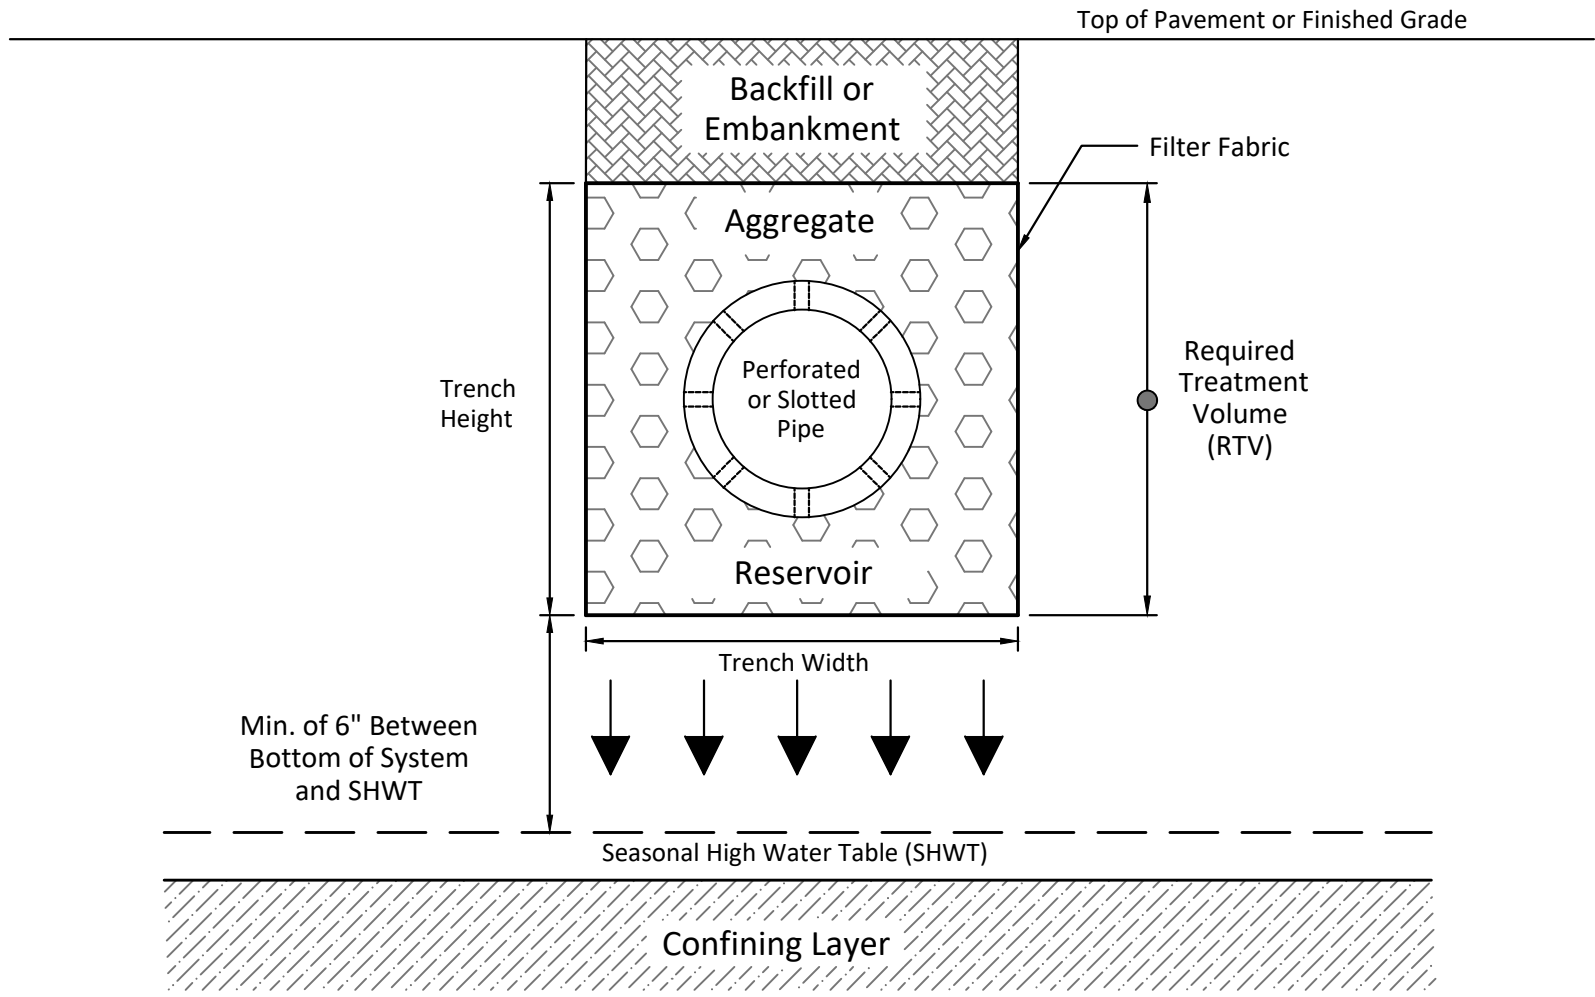 Top of Pavement or Finished Grade
Backfill or
Embankment
Filter Fabric
Aggregate
Perforated
or Slotted
Pipe
Trench
Height
Required
Treatment
Volume
(RTV)
Reservoir
Trench Width
Min. of 6" Between
Bottom of System
and SHWT
Seasonal High Water Table (SHWT)
Confining Layer